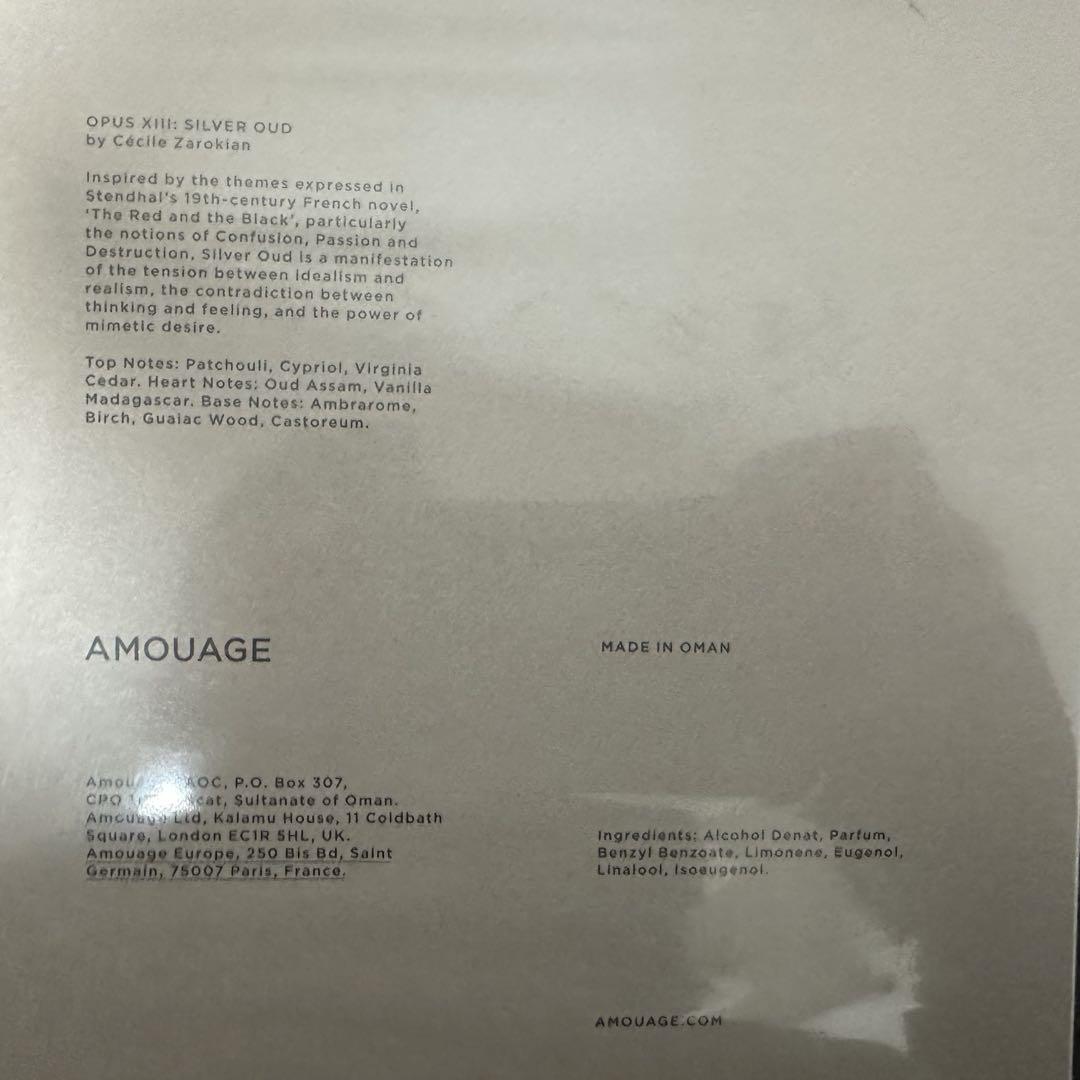 OPUS XIII: SILVER OUD
by Cécile Zarokian
Inspired by the themes expressed in
Stendhal's 19th-century French novel,
'The Red and the Black', particularly
the notions of Confusion, Passion and
Destruction, Silver Oud is a manifestation
of the tension between idealism and
realism, the contradiction between
thinking and feeling, and the power of
mimetic desire.
Top Notes: Patchouli, Cypriol, Virginia
Cedar. Heart Notes: Oud Assam, Vanilla
Madagascar. Base Notes: Ambrarome,
Birch, Guaiac Wood, Castoreum.
AMOUAGE
MADE IN OMAN
P.O. Box 307,
CPO Sultanate of Oman.
Amouage Ltd, Kalamu House, 11 Coldbath
Square, London EC1R 5HL, UK.
Amouage Europe, 250 Bis Bd, Saint
Germain, 75007 Paris, France.
Ingredients: Alcohol Denat, Parfum,
Benzyl Benzoate, Limonene, Eugenol,
Linalool, Isoeugenol.
AMOUAGE.COM